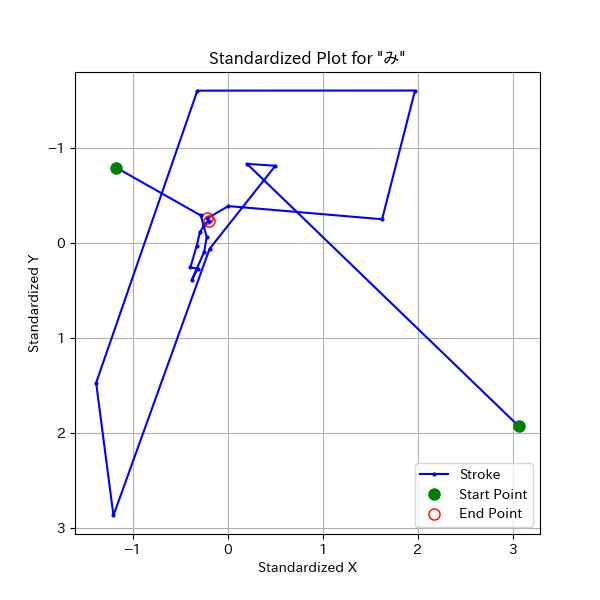 Standardized Plot for "み"
Standardized Y
−1
0
1
2
3
−1
0
1
2
3
Standardized X
Stroke
Start Point
End Point